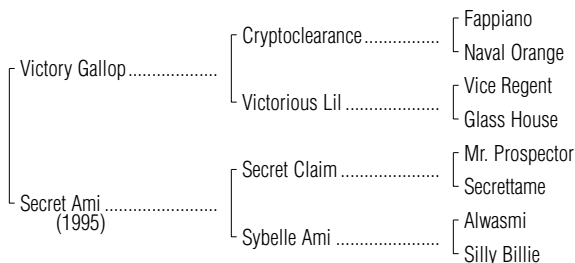 Fappiano
Cryptoclearance..................
Naval Orange
Victory Gallop.....................
Vice Regent
Victorious Lil ......................
Glass House
Mr. Prospector
Secret Claim .......................
Secrettame
Secret Ami ..........................
(1995)
Alwasmi
Sybelle Ami ........................
Silly Billie